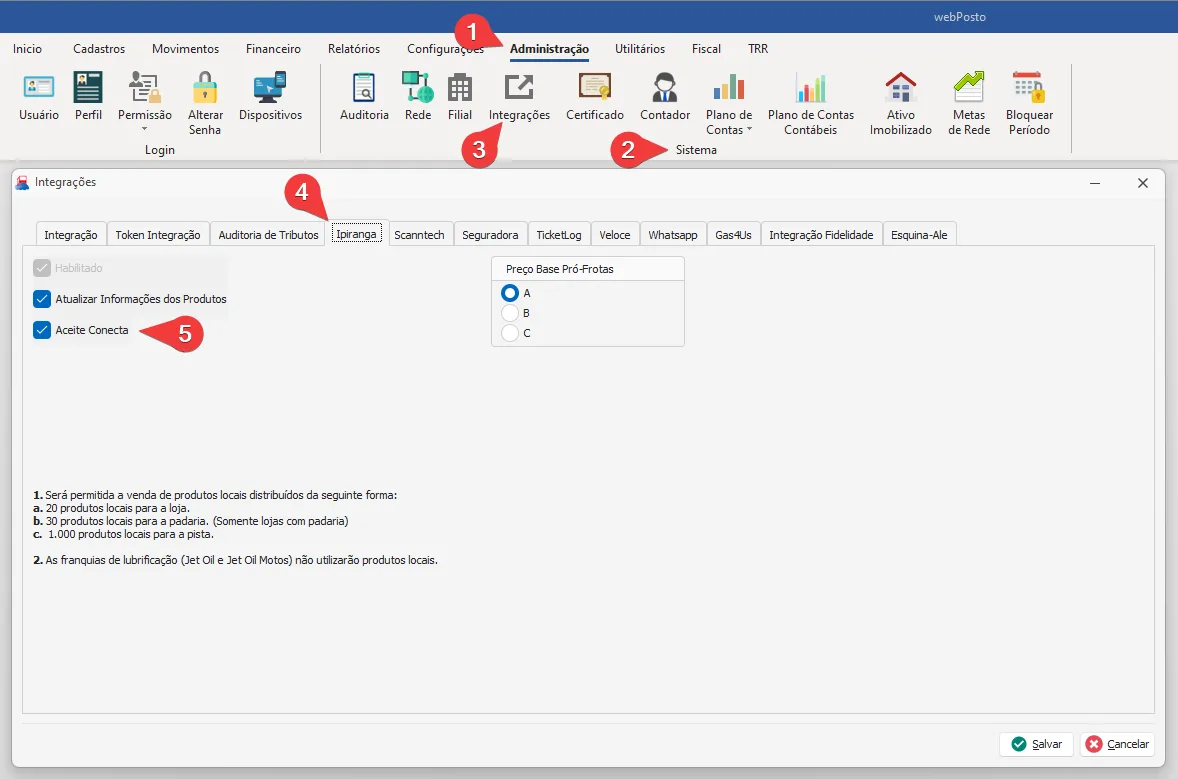 webPosto
Inicio Cadastros Movimentos Financeiro Relatórios Configurações 1 Administração Utilitários Fiscal TRR
Usuário Perfil Permissão Alterar Senha Dispositivos Auditoria Rede Filial Integrações Certificado Contador Plano de Contas Plano de Contas Contábeis Ativo Imobilizado Metas de Rede Bloquear Período
Login 3 2 Sistema
Integrações
4
Integração Token Integração Auditoria de Tributos Ipiranga Scanntech Seguradora TicketLog Veloce Whatsapp Gas4Us Integração Fidelidade Esquina-Ale
Habilitado
Atualizar Informações dos Produtos
Aceite Conecta 5
Preço Base Pró-Frotas
A
B
C
1. Será permitida a venda de produtos locais distribuídos da seguinte forma:
a. 20 produtos locais para a loja.
b. 30 produtos locais para a padaria. (Somente lojas com padaria)
c. 1.000 produtos locais para a pista.
2. As franquias de lubrificação (Jet Oil e Jet Oil Motos) não utilizarão produtos locais.
Salvar Cancelar